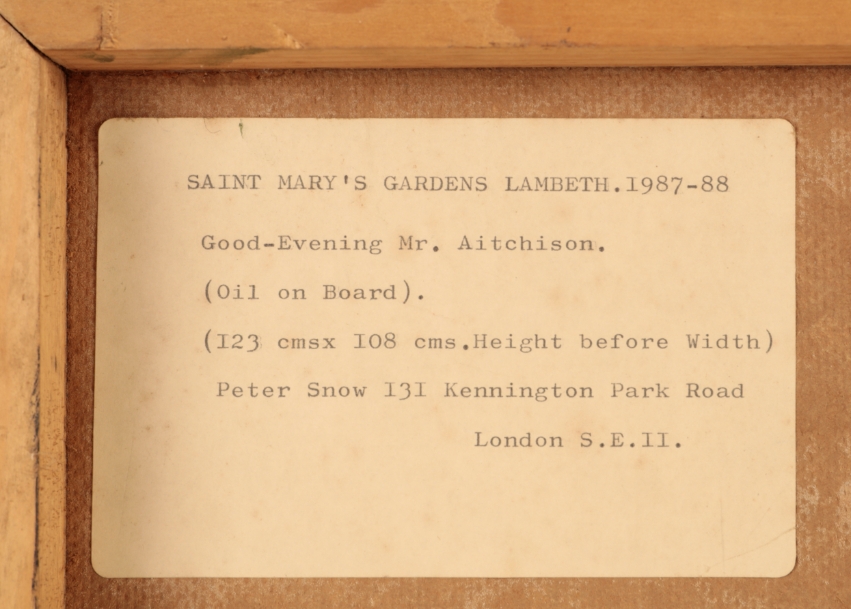 SAINT MARY'S GARDENS LAMBETH.1987-88
Good-Evening Mr. Aitchison.
(Oil on Board).
(I23 cmsx I08 cms.Height before Width)
Peter Snow I3I Kennington Park Road
London S.E.II.